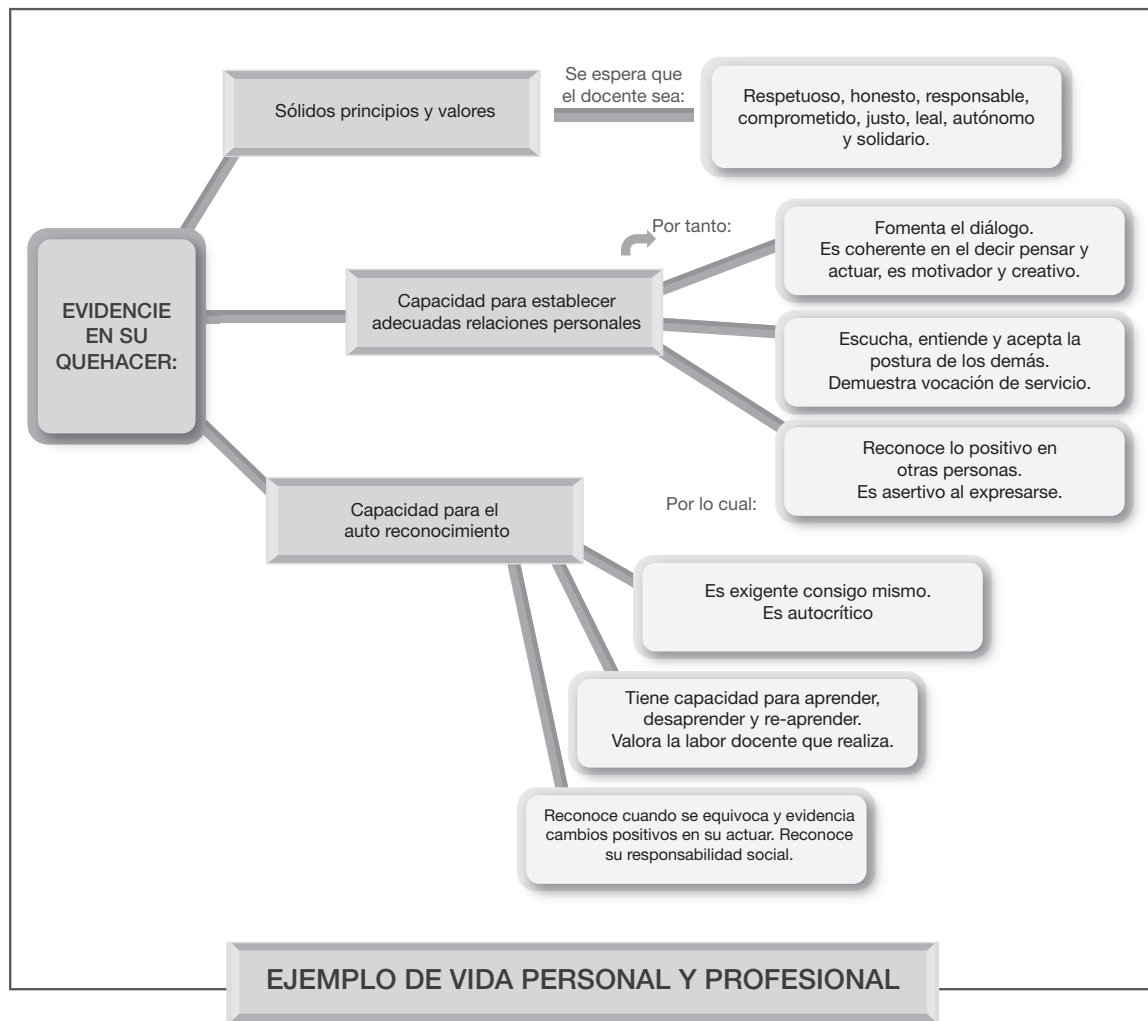 Sólidos principios y valores
Se espera que
el docente sea:
Respetuoso, honesto, responsable,
comprometido, justo, leal, autónomo
y solidario.
EVIDENCIE
EN SU
QUEHACER:
Capacidad para establecer
adecuadas relaciones personales
Por tanto:
Fomenta el diálogo.
Es coherente en el decir pensar y
actuar, es motivador y creativo.
Escucha, entiende y acepta la
postura de los demás.
Demuestra vocación de servicio.
Reconoce lo positivo en
otras personas.
Es asertivo al expresarse.
Capacidad para el
auto reconocimiento
Por lo cual:
Es exigente consigo mismo.
Es autocrítico
Tiene capacidad para aprender,
desaprender y re-aprender.
Valora la labor docente que realiza.
Reconoce cuando se equivoca y evidencia
cambios positivos en su actuar. Reconoce
su responsabilidad social.
EJEMPLO DE VIDA PERSONAL Y PROFESIONAL